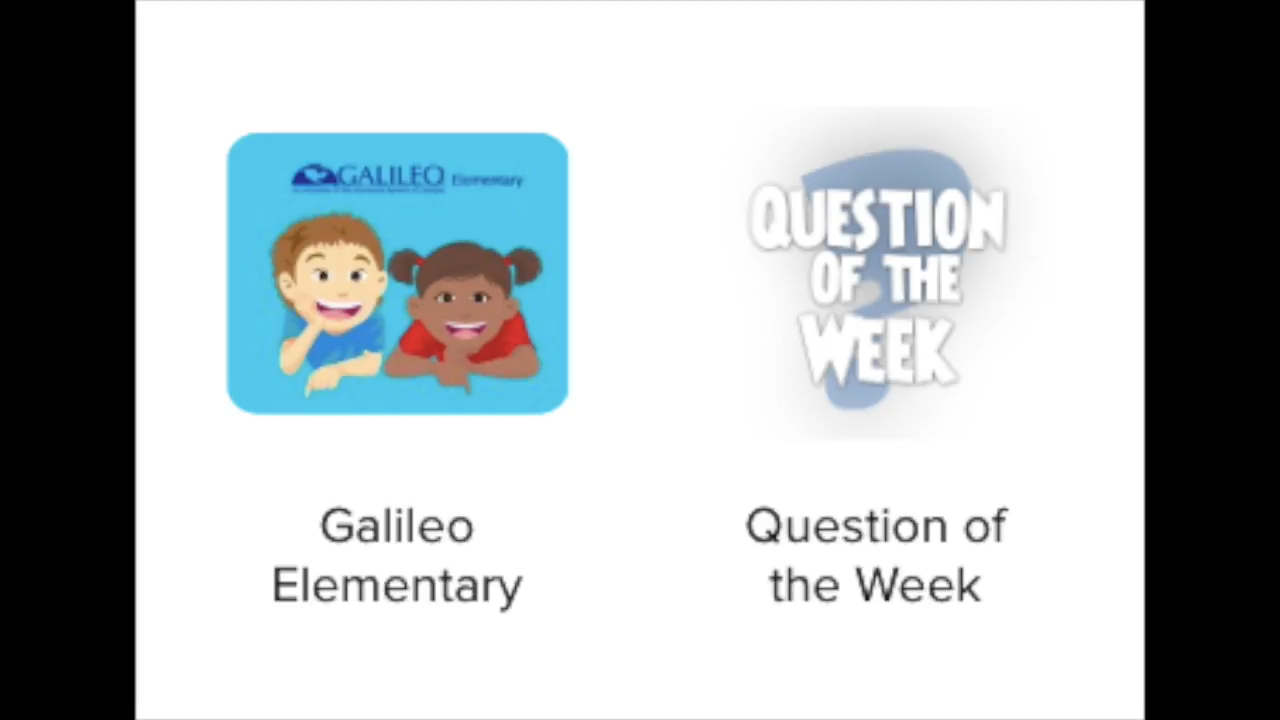 GALILEO Elementary
QUESTION
OF THE
WEEK
Galileo
Elementary
Question of
the Week